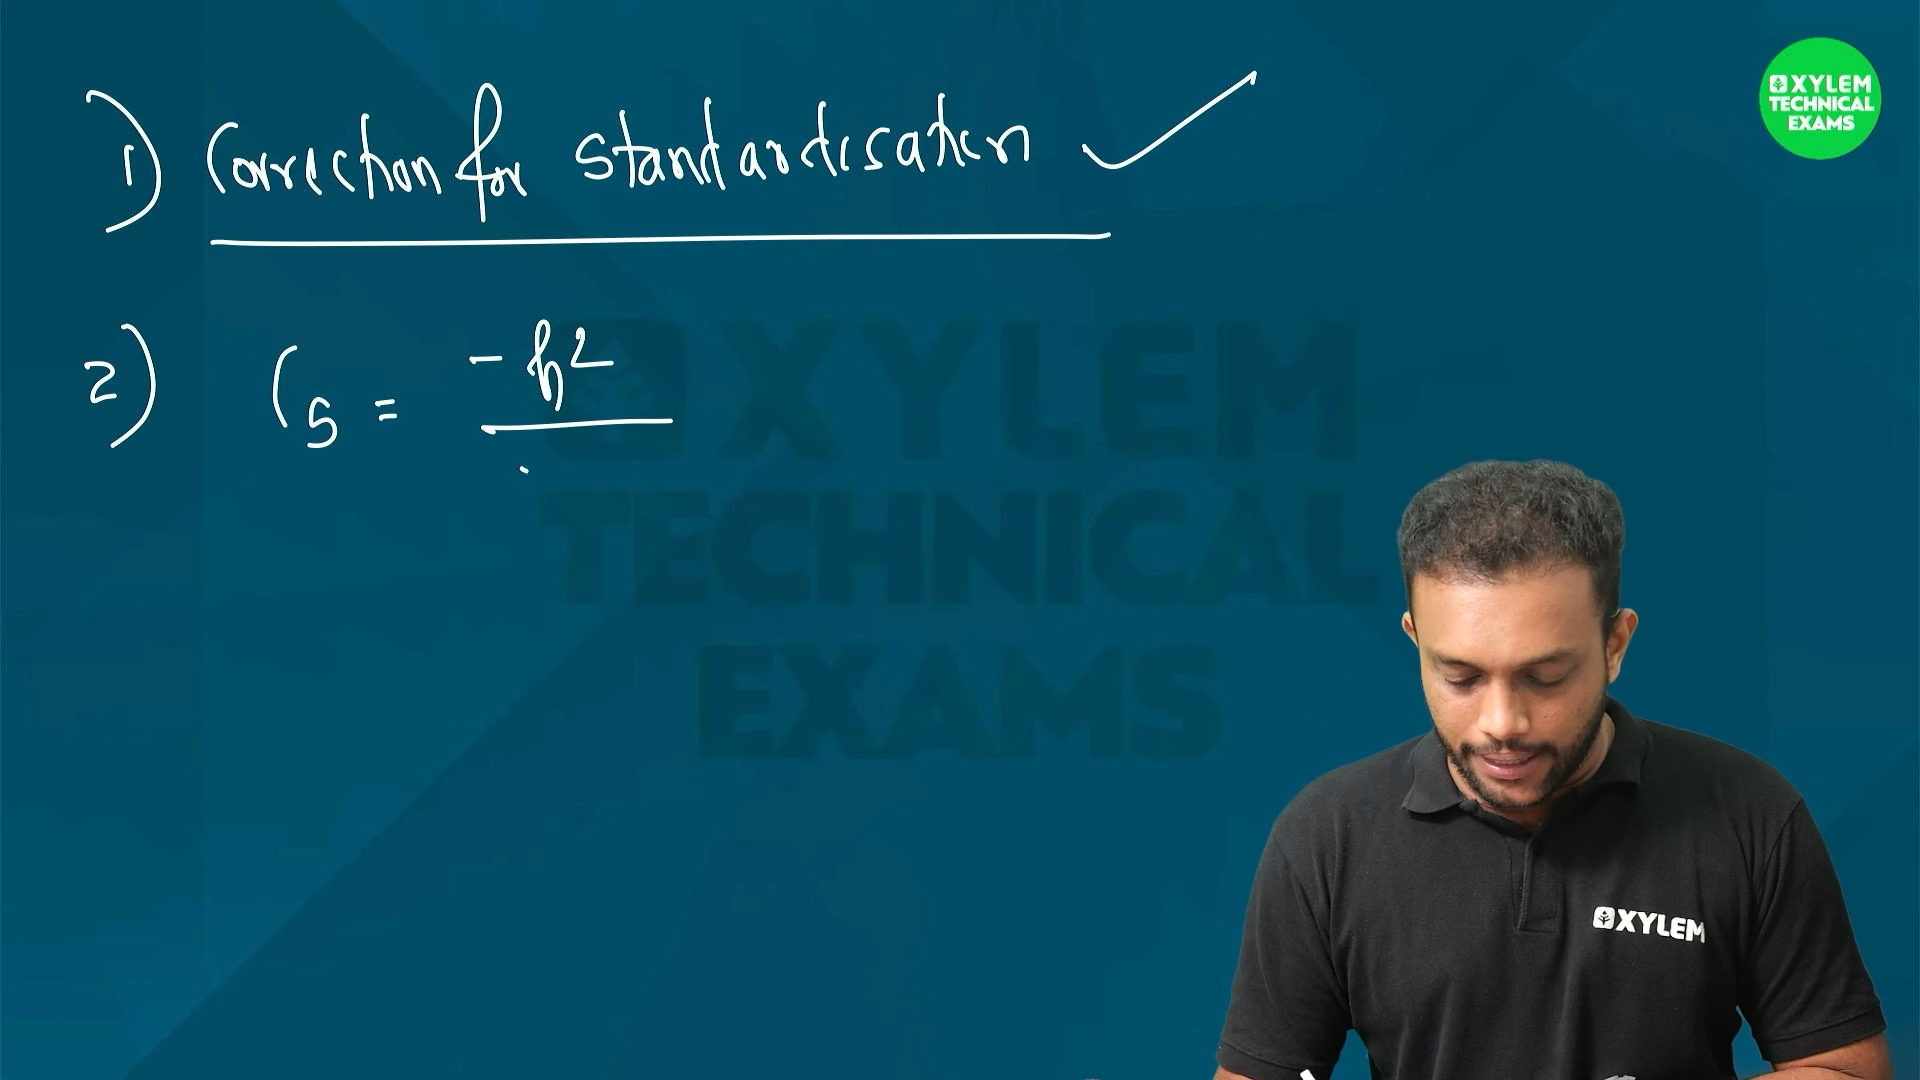 XYLEM
TECHNICAL
EXAMS
1) Correction for standardisation ✓
2) Cs = -h²
XYLEM
TECHNICAL
EXAMS
XYLEM